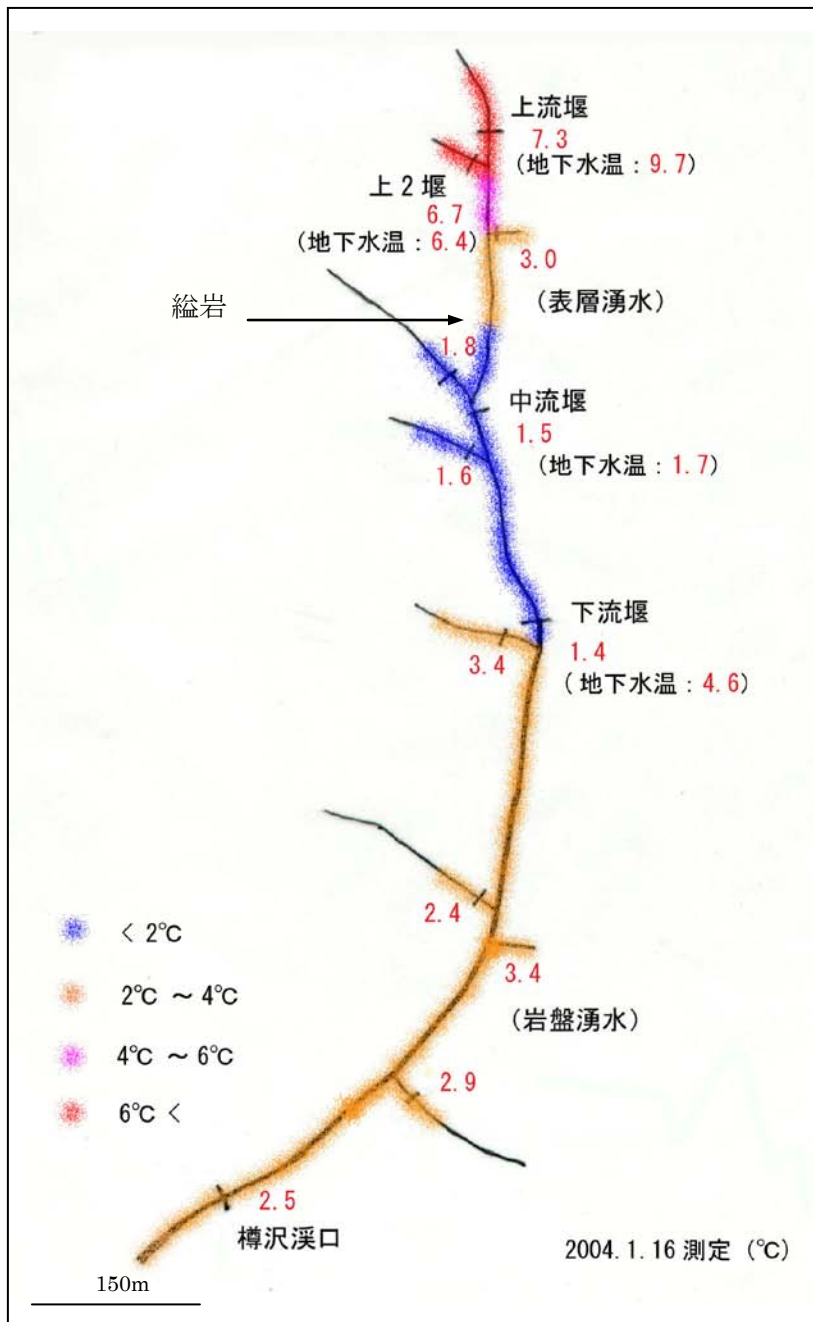 上流堰
7.3
(地下水温：9.7)
上２堰
6.7
(地下水温：6.4)
3.0
(表層湧水)
縊岩
1.8
中流堰
1.5
(地下水温：1.7)
1.6
下流堰
1.4
(地下水温：4.6)
3.4
2.4
3.4
(岩盤湧水)
2.9
2.5
樽沢渓口
< 2℃
2℃ ～ 4℃
4℃ ～ 6℃
6℃ <
2004.1.16 測定 (℃)
150m